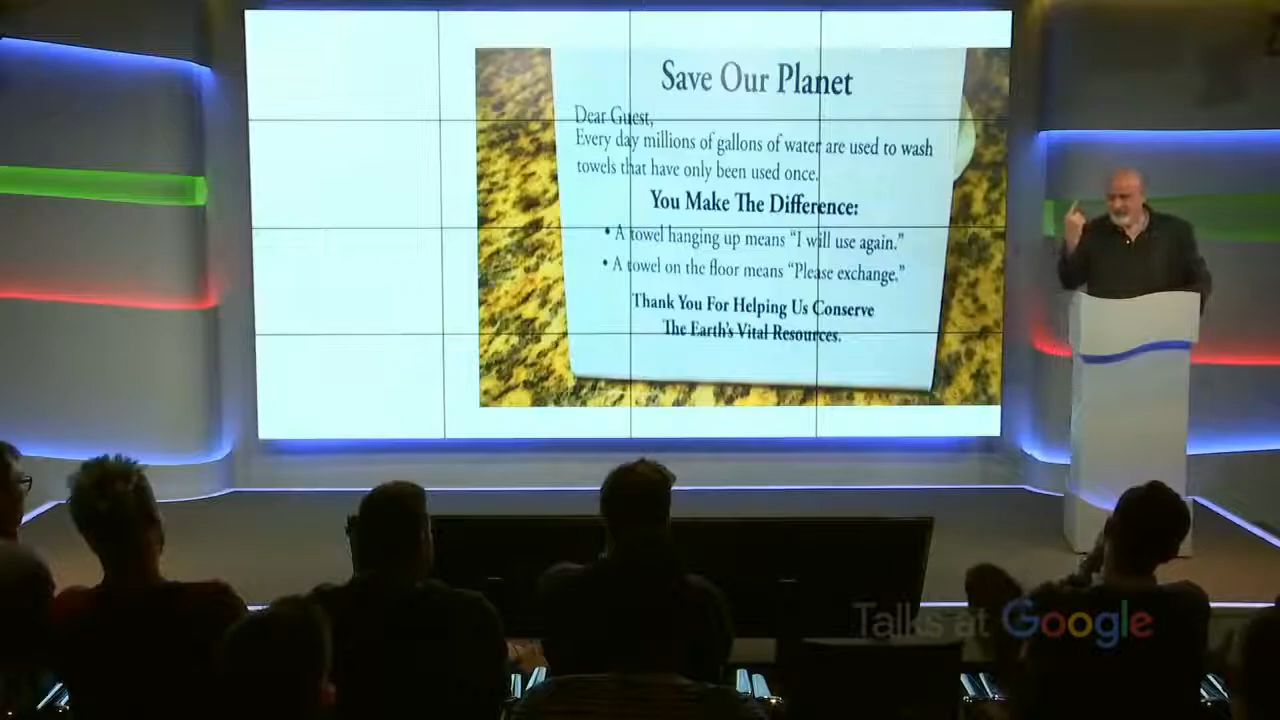 Save Our Planet
Dear Guest,
Every day millions of gallons of water are used to wash
towels that have only been used once.
You Make The Difference:
• A towel hanging up means “I will use again.”
• A towel on the floor means “Please exchange.”
Thank You For Helping Us Conserve
The Earth's Vital Resources.
Talks at Google